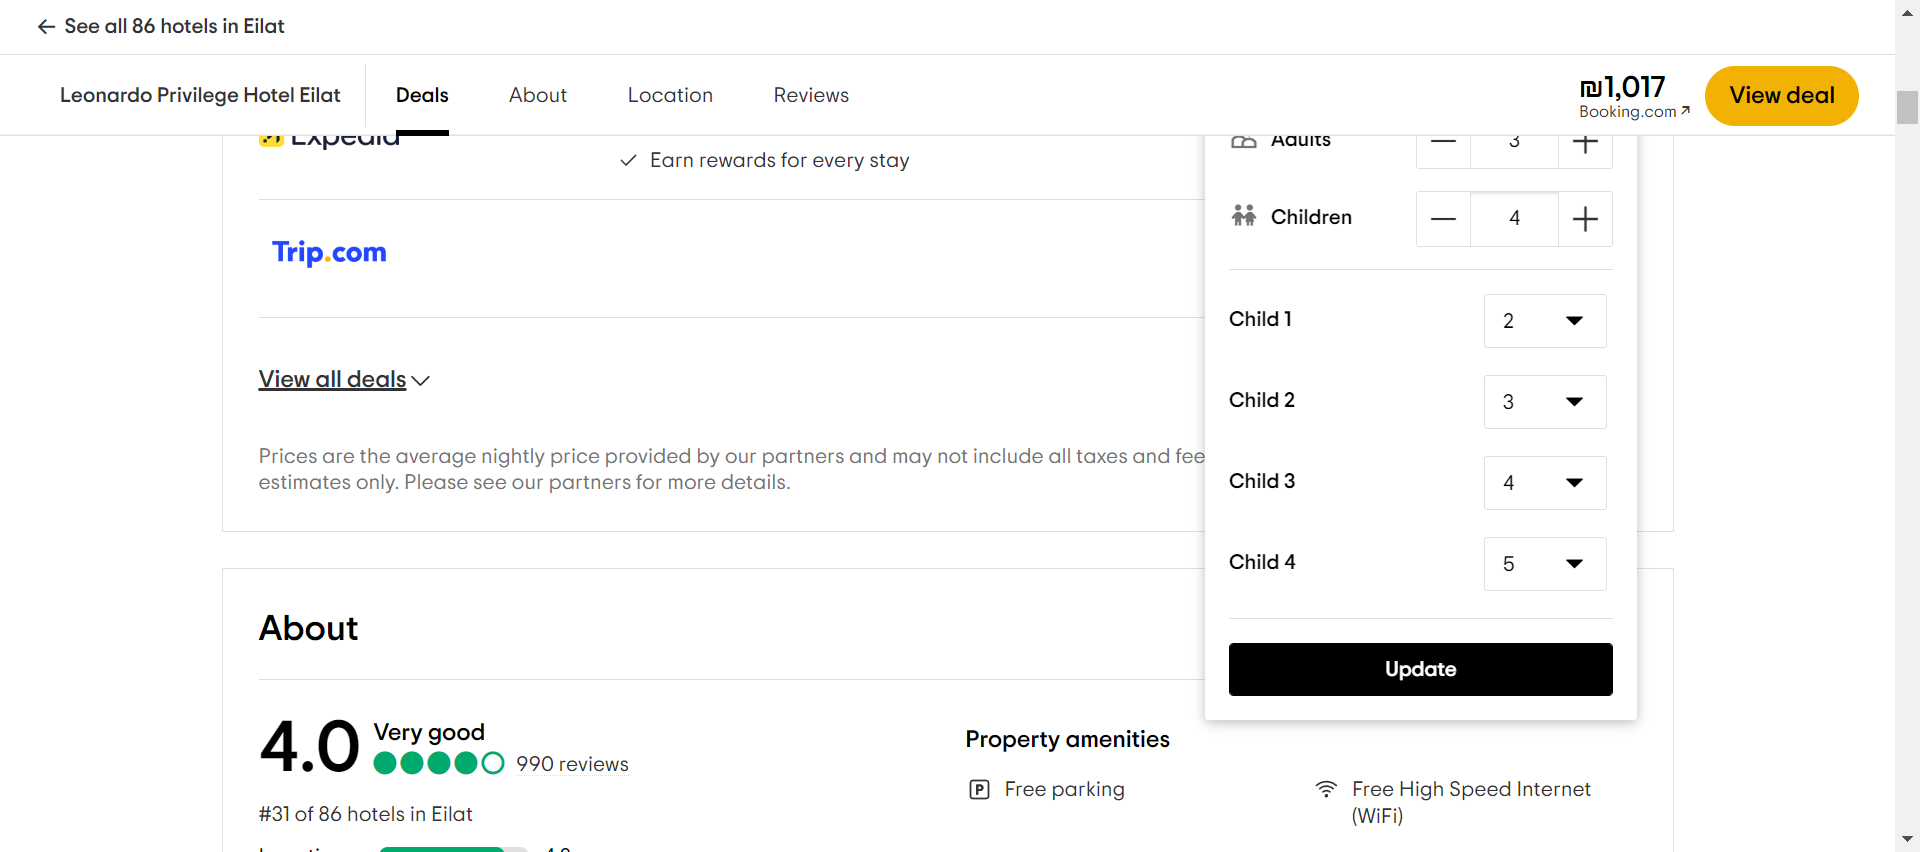 See all 86 hotels in Eilat
Leonardo Privilege Hotel Eilat
Deals
About
Location
Reviews
₪1,017
Booking.com
View deal
Expedia
Earn rewards for every stay
Adults
3
Children
4
Trip.com
Child 1
2
View all deals
Child 2
3
Prices are the average nightly price provided by our partners and may not include all taxes and fee
estimates only. Please see our partners for more details.
Child 3
4
Child 4
5
Update
About
4.0
Very good
990 reviews
#31 of 86 hotels in Eilat
Property amenities
P
Free parking
Free High Speed Internet
(WiFi)